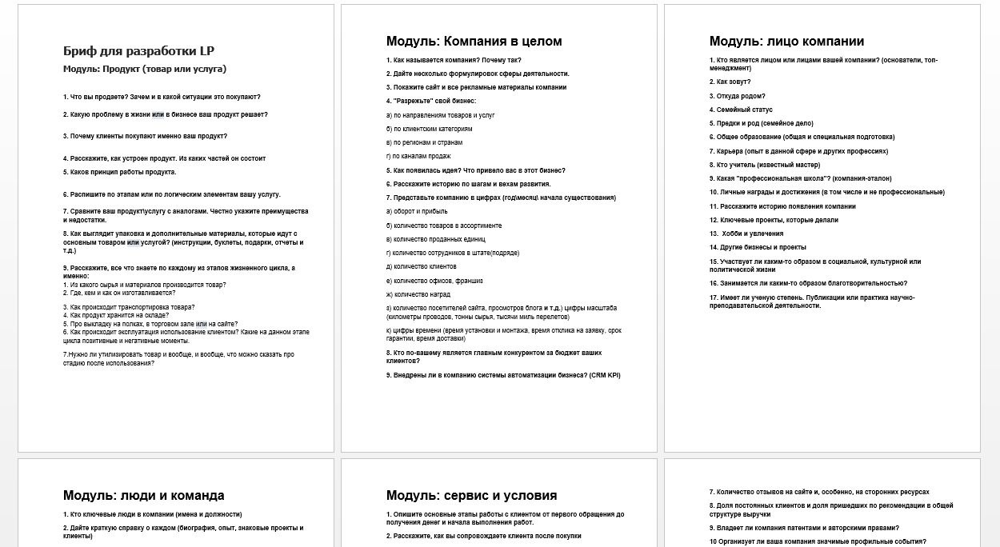 Бриф для разработки LP
Модуль: Продукт (товар или услуга)
1. Что вы продаете? Зачем и в какой ситуации это покупают?
2. Какую проблему в жизни или в бизнесе ваш продукт решает?
3. Почему клиенты покупают именно ваш продукт?
4. Расскажите, как устроен продукт. Из каких частей он состоит
5. Каков принцип работы продукта.
6. Распишите по этапам или по логическим элементам вашу услугу.
7. Сравните ваш продукт\услугу с аналогами. Честно укажите преимущества
и недостатки.
8. Как выглядит упаковка и дополнительные материалы, которые идут с
основным товаром или услугой? (инструкции, буклеты, подарки, отчеты и
т.д.)
9. Расскажите, все что знаете по каждому из этапов жизненного цикла, а
именно:
1. Из какого сырья и материалов производится товар?
2. Где, кем и как он изготавливается?
3. Как происходит транспортировка товара?
4. Как продукт хранится на складе?
5. Про выкладку на полках, в торговом зале или на сайте?
6. Как происходит эксплуатация использование клиентом? Какие на данном этапе
цикла позитивные и негативные моменты.
7.Нужно ли утилизировать товар и вообще, и вообще, что можно сказать про
стадию после использования?
Модуль: Компания в целом
1. Как называется компания? Почему так?
2. Дайте несколько формулировок сферы деятельности.
3. Покажите сайт и все рекламные материалы компании
4. "Разрежьте" свой бизнес:
а) по направлениям товаров и услуг
б) по клиентским категориям
в) по регионам и странам
г) по каналам продаж
5. Как появилась идея? Что привело вас в этот бизнес?
6. Расскажите историю по шагам и вехам развития.
7. Представьте компанию в цифрах (год\месяц\ начала существования)
а) оборот и прибыль
б) количество товаров в ассортименте
в) количество проданных единиц
г) количество сотрудников в штате(подряде)
д) количество клиентов
е) количество офисов, франшиз
ж) количество наград
з) количество посетителей сайта, просмотров блога и т.д.) цифры масштаба
(километры проводов, тонны сырья, тысячи миль перелетов)
к) цифры времени (время установки и монтажа, время отклика на заявку, срок
гарантии, время доставки)
8. Кто по-вашему является главным конкурентом за бюджет ваших
клиентов?
9. Внедрены ли в компанию системы автоматизации бизнеса? (CRM KPI)
Модуль: лицо компании
1. Кто является лицом или лицами вашей компании? (основатели, топ-
менеджмент)
2. Как зовут?
3. Откуда родом?
4. Семейный статус
5. Предки и род (семейное дело)
6. Общее образование (общая и специальная подготовка)
7. Карьера (опыт в данной сфере и других профессиях)
8. Кто учитель (известный мастер)
9. Какая "профессиональная школа"? (компания-эталон)
10. Личные награды и достижения (в том числе и не профессиональные)
11. Расскажите историю появления компании
12. Ключевые проекты, которые делали
13. Хобби и увлечения
14. Другие бизнесы и проекты
15. Участвует ли каким-то образом в социальной, культурной или
политической жизни
16. Занимается ли каким-то образом благотворительностью?
17. Имеет ли ученую степень. Публикации или практика научно-
преподавательской деятельности.
Модуль: люди и команда
1. Кто ключевые люди в компании (имена и должности)
2. Дайте краткую справку о каждом (биография, опыт, знаковые проекты и
клиенты)
Модуль: сервис и условия
1. Опишите основные этапы работы с клиентом от первого обращения до
получения денег и начала выполнения работ.
2. Расскажите, как вы сопровождаете клиента после покупки
7. Количество отзывов на сайте и, особенно, на сторонних ресурсах
8. Доля постоянных клиентов и доля пришедших по рекомендации в общей
структуре выручки
9. Владеет ли компания патентами и авторскими правами?
10 Организует ли ваша компания значимые профильные события?